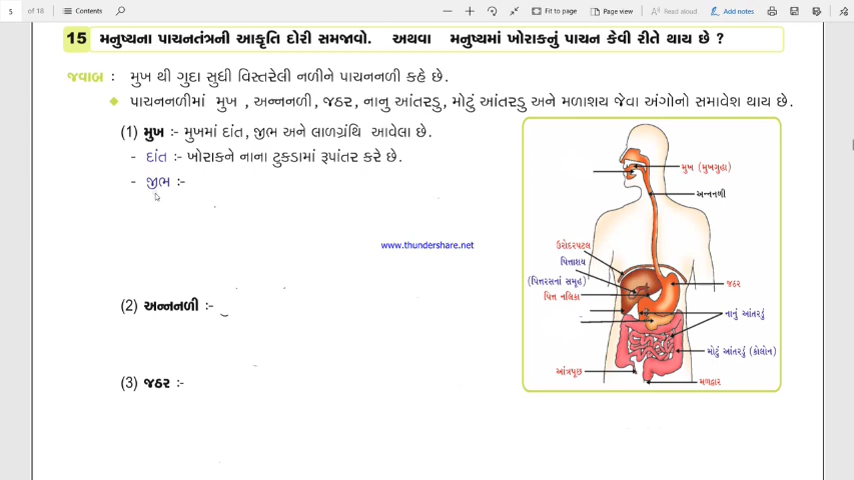 5 of 18 Contents Fit to page Page view Read aloud Add notes
15 મનુષ્યના પાચનતંત્રની આકૃતિ દોરી સમજાવો. અથવા મનુષ્યમાં ખોરાકનું પાચન કેવી રીતે થાય છે ?
જવાબ : મુખ થી ગુદા સુધી વિસ્તરેલી નળીને પાચનનળી કહે છે.
◆ પાચનનળીમાં મુખ , અન્નનળી ,જઠર , નાનુ આંતરડુ , મોટું આંતરડુ અને મળાશય જેવા અંગોનો સમાવેશ થાય છે.
(1) મુખ :- મુખમાં દાંત, જીભ અને લાળગ્રંથિ આવેલા છે.
- દાંત :- ખોરાકને નાના ટુકડામાં રૂપાંતર કરે છે.
- જીભ :-
www.thundershare.net
(2) અન્નનળી :-
(3) જઠર :-
મુખ (મુખગુહા)
અન્નનળી
ઉરોદરપટલ
પિત્તાશય
(પિત્તરસનાં સમૂહ)
પિત્ત નલિકા
જઠર
નાનું આંતરડું
મોટું આંતરડું (કોલોન)
આંત્રપૂછ
મળદ્વાર